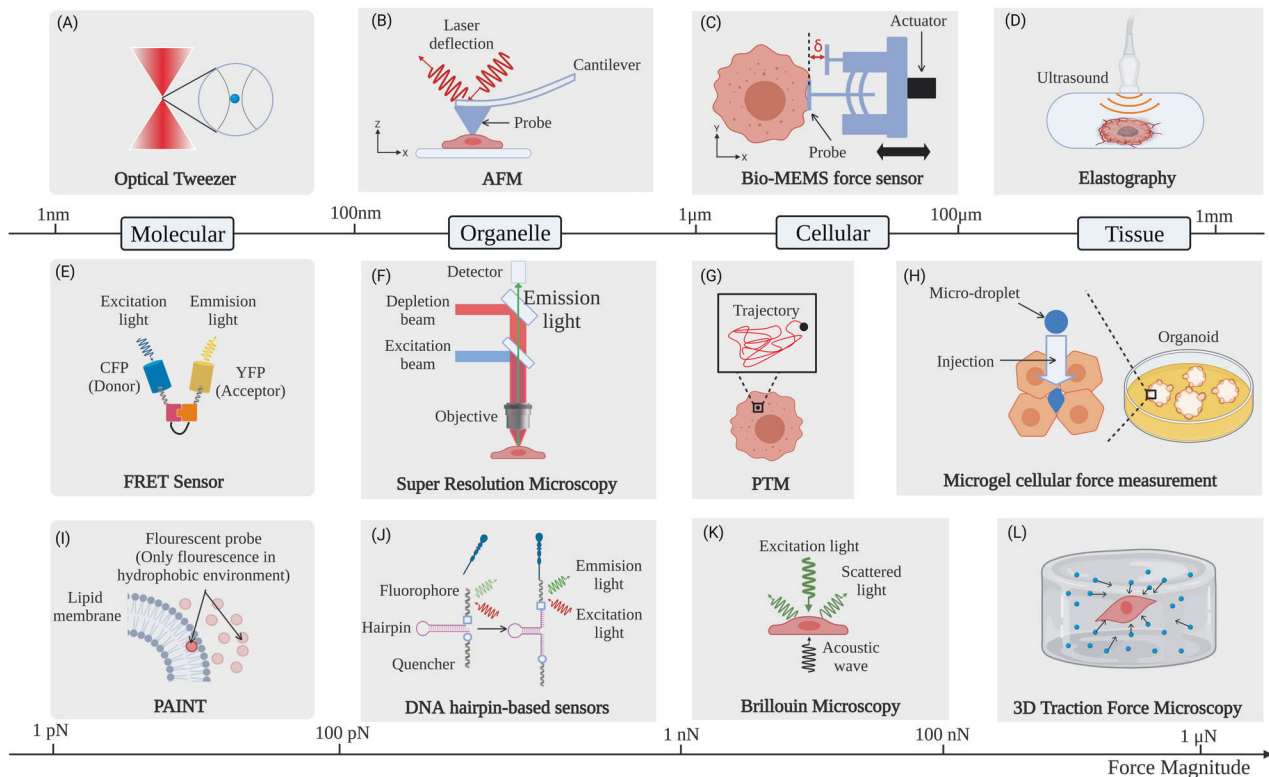 (A)
Optical Tweezer
(B)
Laser
deflection
Cantilever
Probe
Z
X
AFM
(C)
δ
Actuator
Y
X
Probe
Bio-MEMS force sensor
(D)
Ultrasound
Elastography
1nm
Molecular
100nm
Organelle
1μm
Cellular
100μm
Tissue
1mm
(E)
Excitation
light
Emmision
light
CFP
(Donor)
YFP
(Acceptor)
FRET Sensor
(F)
Detector
Depletion
beam
Emission
light
Excitation
beam
Objective
Super Resolution Microscopy
(G)
Trajectory
PTM
(H)
Micro-droplet
Injection
Organoid
Microgel cellular force measurement
(I)
Flourescent probe
(Only flourescence in
hydrophobic environment)
Lipid
membrane
PAINT
(J)
Fluorophore
Hairpin
Quencher
Emmision
light
Excitation
light
DNA hairpin-based sensors
(K)
Excitation light
Scattered
light
Acoustic
wave
Brillouin Microscopy
(L)
3D Traction Force Microscopy
1 pN
100 pN
1 nN
100 nN
1 μN
Force Magnitude